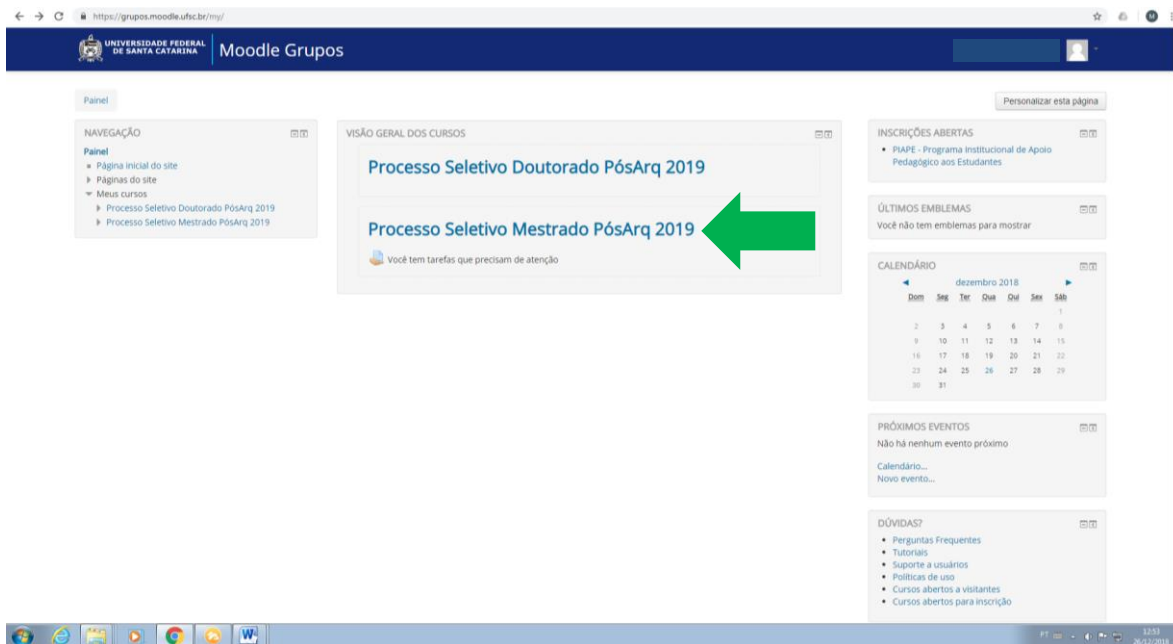 https://grupos.moodle.ufsc.br/my/
M
UNIVERSIDADE FEDERAL
DE SANTA CATARINA
Moodle Grupos
Painel
Personalizar esta página
NAVEGAÇÃO
Painel
Página inicial do site
Páginas do site
Meus cursos
Processo Seletivo Doutorado PósArq 2019
Processo Seletivo Mestrado PósArq 2019
VISÃO GERAL DOS CURSOS
Processo Seletivo Doutorado PósArq 2019
Processo Seletivo Mestrado PósArq 2019
Você tem tarefas que precisam de atenção
INSCRIÇÕES ABERTAS
PIAPE - Programa Institucional de Apoio
Pedagógico aos Estudantes
ÚLTIMOS EMBLEMAS
Você não tem emblemas para mostrar
CALENDÁRIO
dezembro 2018
Dom Seg Ter Qua Qui Sex Sáb
1
2 3 4 5 6 7 8
9 10 11 12 13 14 15
16 17 18 19 20 21 22
23 24 25 26 27 28 29
30 31
PRÓXIMOS EVENTOS
Não há nenhum evento próximo
Calendário...
Novo evento...
DÚVIDAS?
Perguntas Frequentes
Tutoriais
Suporte a usuários
Políticas de uso
Cursos abertos a visitantes
Cursos abertos para inscrição
PT
12:53
26/12/2018